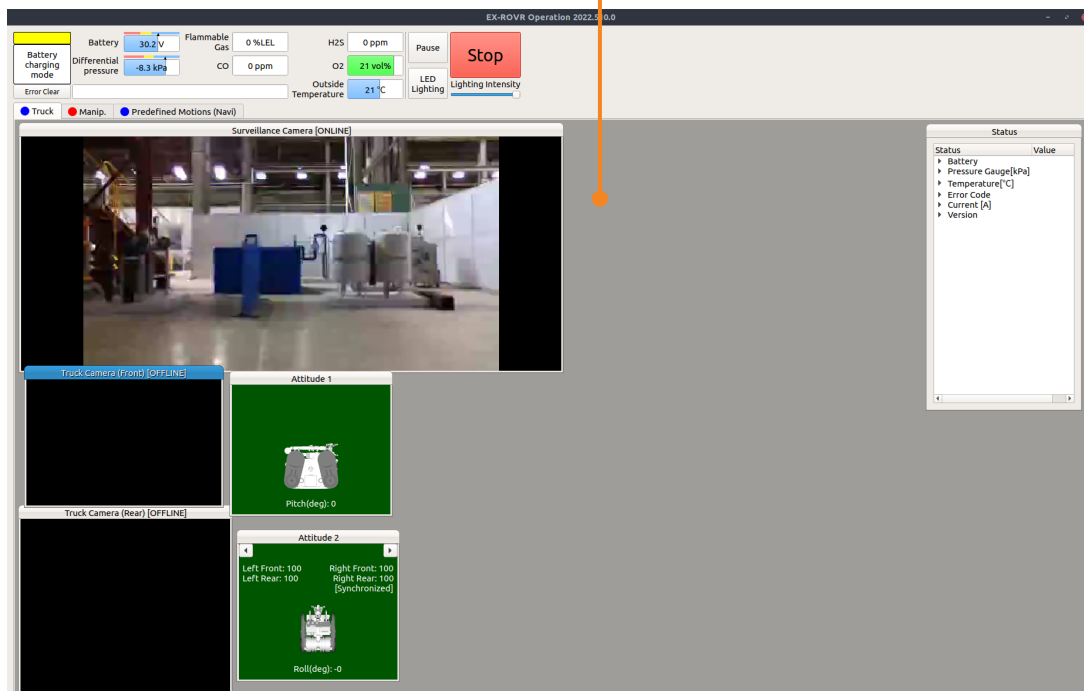 EX-ROVR Operation 2022.5.0.0
Battery charging mode
Battery
30.2 V
Flammable Gas
0 %LEL
H2S
0 ppm
Pause
Stop
Differential pressure
-8.3 kPa
CO
0 ppm
O2
21 vol%
LED Lighting
Lighting Intensity
Error Clear
Outside Temperature
21 °C
Truck
Manip.
Predefined Motions (Navi)
Surveillance Camera [ONLINE]
Status
Status Value
Battery
Pressure Gauge[kPa]
Temperature[°C]
Error Code
Current [A]
Version
Truck Camera (Front) [OFFLINE]
Attitude 1
Pitch(deg): 0
Truck Camera (Rear) [OFFLINE]
Attitude 2
Left Front: 100 Right Front: 100
Left Rear: 100 Right Rear: 100
[Synchronized]
Roll(deg): -0